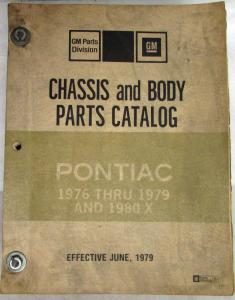 GM Parts
Division
GM
CHASSIS and BODY
PARTS CATALOG
PONTIAC
1976 THRU 1979
AND 1980 X
EFFECTIVE JUNE, 1979